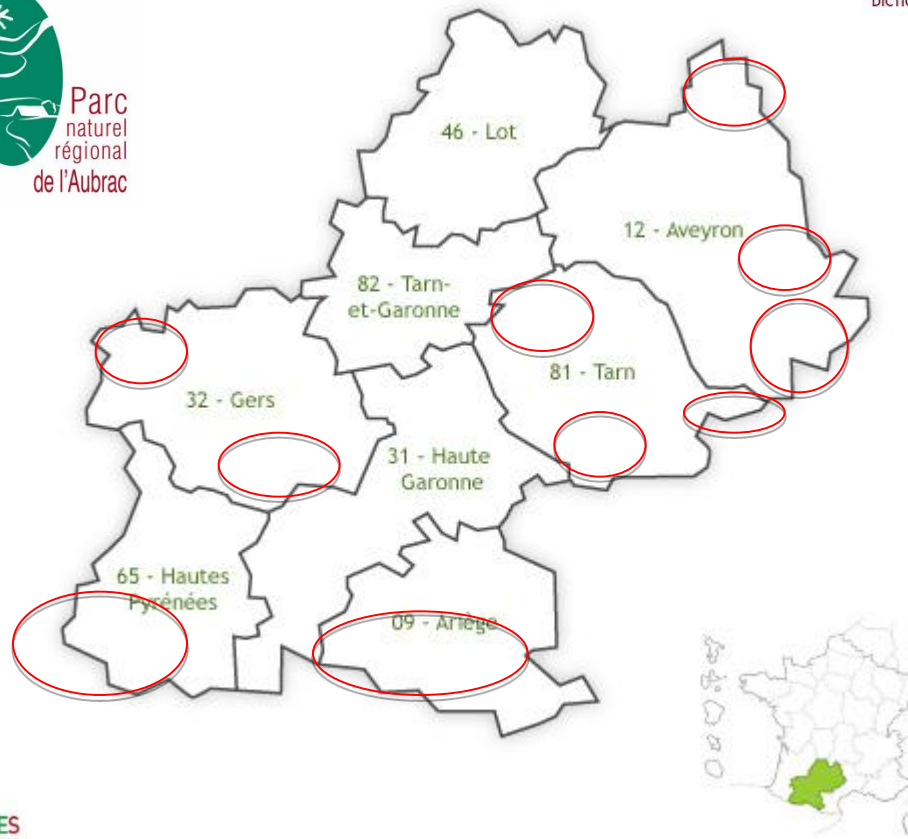 Parc
naturel
régional
de l'Aubrac
46 - Lot
12 - Aveyron
82 - Tarn-
et-Garonne
81 - Tarn
32 - Gers
31 - Haute
Garonne
65 - Hautes
Pyrénées
09 - Ariège
ES